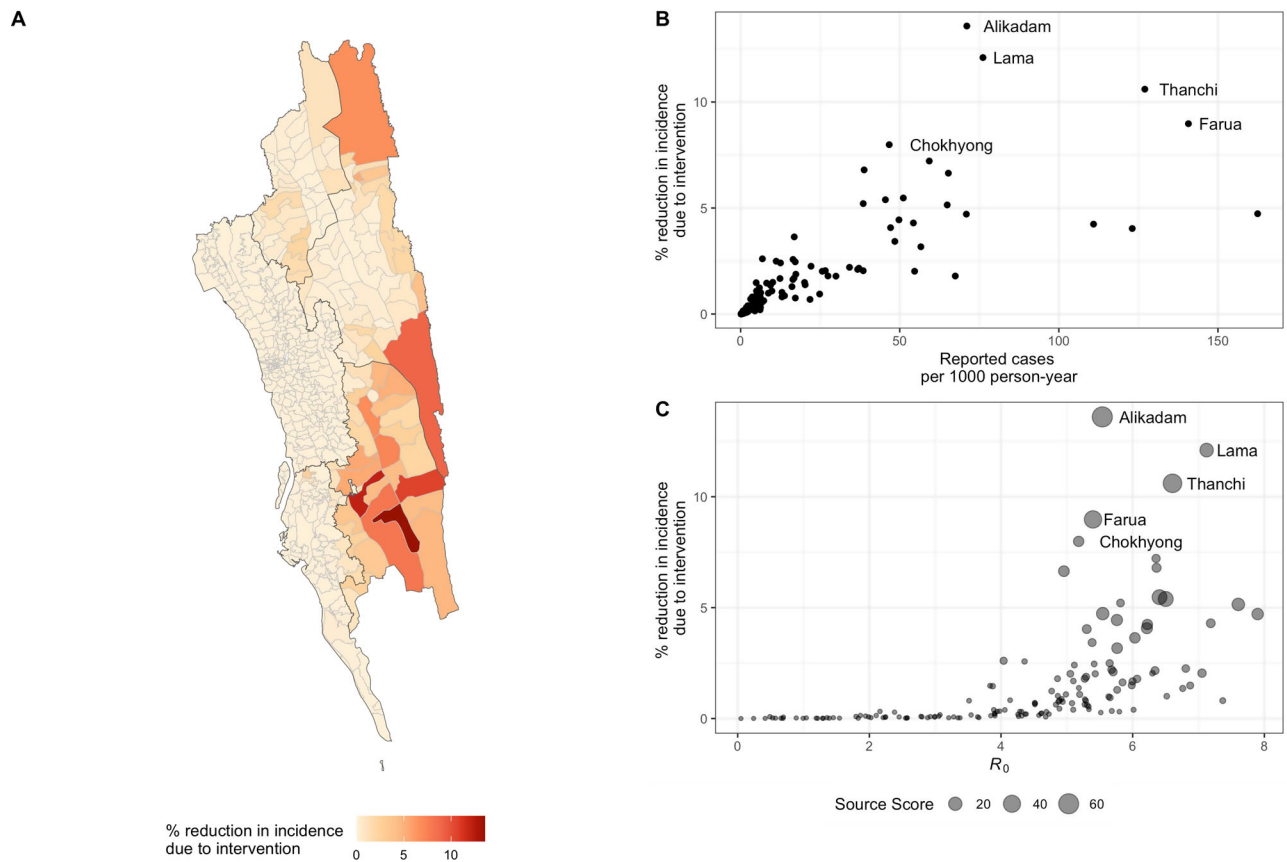 A
% reduction in incidence
due to intervention
0 5 10
B
% reduction in incidence
due to intervention
10
5
0
Alikadam
Lama
Thanchi
Farua
Chokhyong
0 50 100 150
Reported cases
per 1000 person-year
C
% reduction in incidence
due to intervention
10
5
0
Alikadam
Lama
Thanchi
Farua
Chokhyong
0 2 4 6 8
R0
Source Score 20 40 60